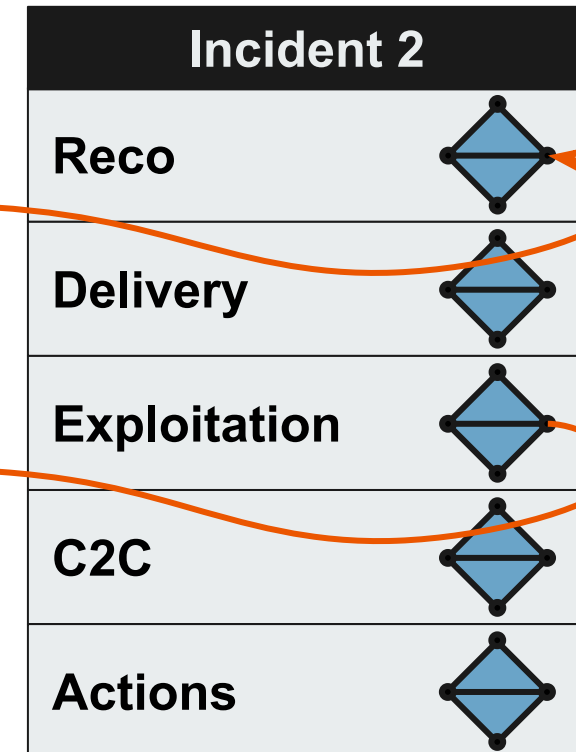 Incident 2
Reco
Delivery
Exploitation
C2C
Actions